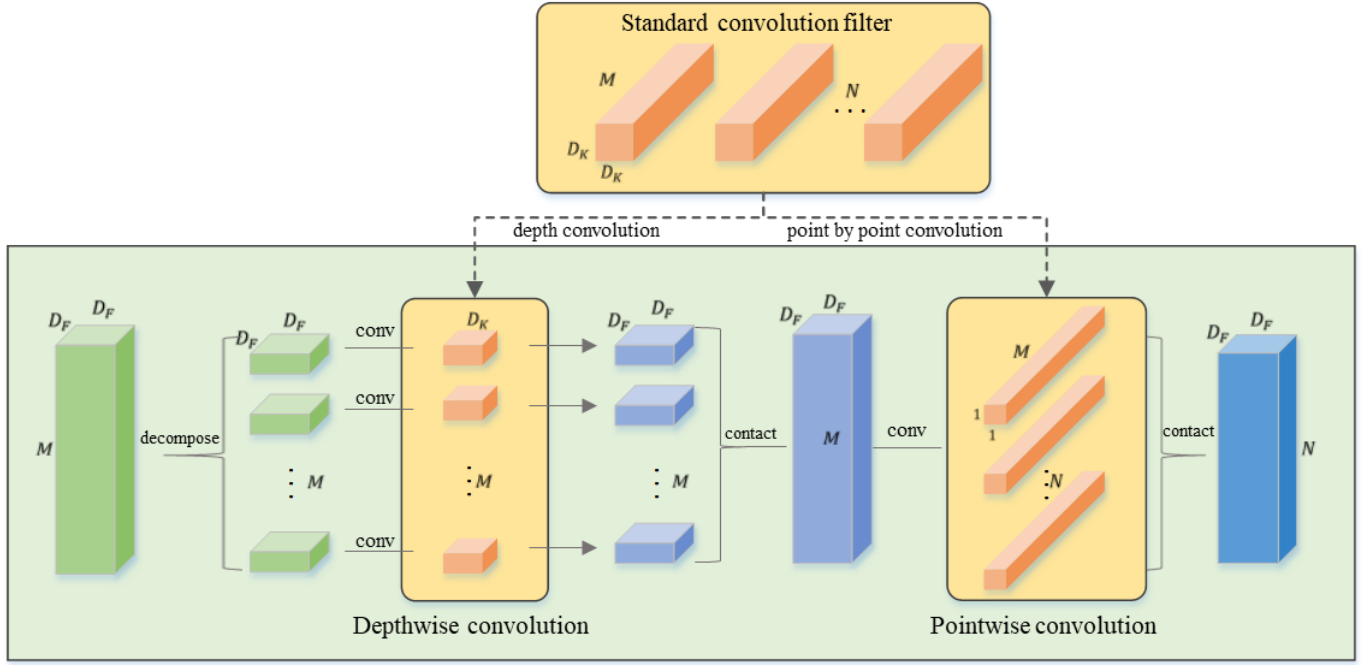 Standard convolution filter
M
N
...
D_K
D_K
depth convolution
point by point convolution
D_F
D_F
M
decompose
D_F
D_F
conv
conv
M
conv
D_K
M
Depthwise convolution
D_F
D_F
M
contact
D_F
D_F
M
conv
M
1
1
N
Pointwise convolution
contact
D_F
D_F
N